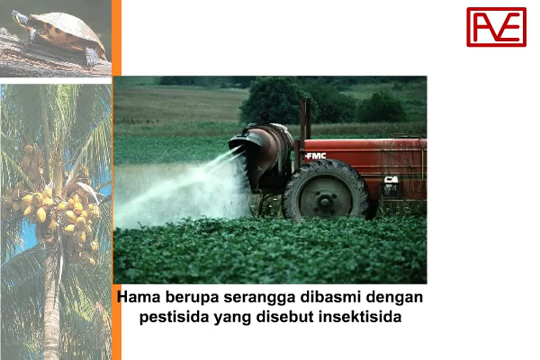 AVE
FMC
Hama berupa serangga dibasmi dengan
pestisida yang disebut insektisida